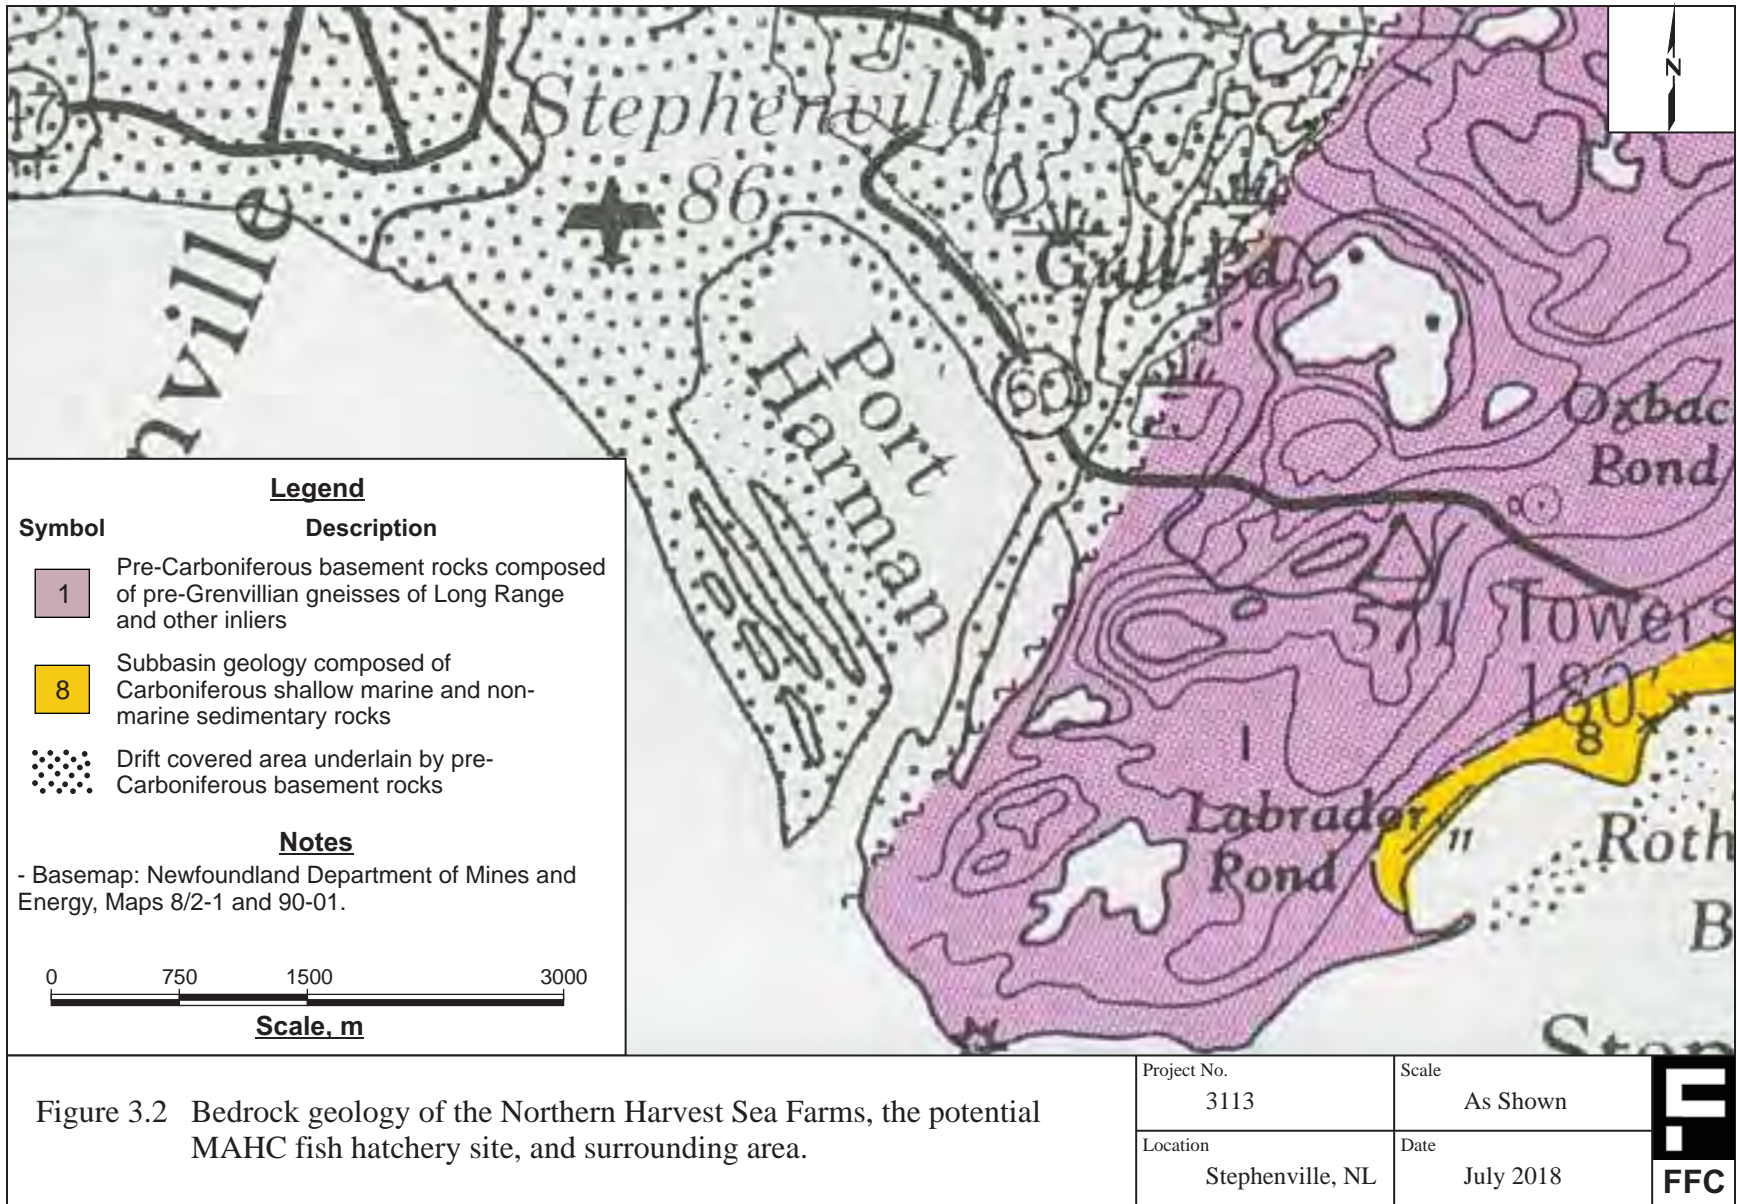 N
47
Stephenville
86
nville
Gull Pd
Port
Harman
60
Oxbac
Pond
571
Towers
180'
1
8
Labrador
Pond
11
Roth
B
Step
Legend
Symbol Description
1 Pre-Carboniferous basement rocks composed
of pre-Grenvillian gneisses of Long Range
and other inliers
8 Subbasin geology composed of
Carboniferous shallow marine and non-
marine sedimentary rocks
Drift covered area underlain by pre-
Carboniferous basement rocks
Notes
- Basemap: Newfoundland Department of Mines and
Energy, Maps 8/2-1 and 90-01.
0 750 1500 3000
Scale, m
Figure 3.2 Bedrock geology of the Northern Harvest Sea Farms, the potential
MAHC fish hatchery site, and surrounding area.
Project No.
3113
Scale
As Shown
Location
Stephenville, NL
Date
July 2018
FFC